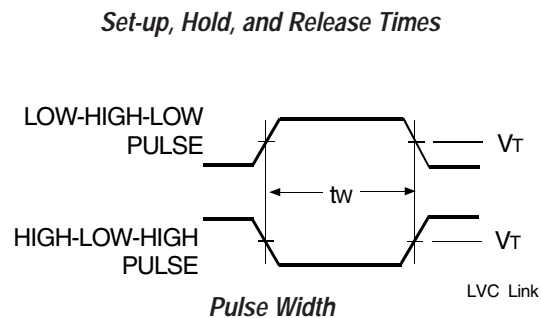 Set-up, Hold, and Release Times
LOW-HIGH-LOW
PULSE
VT
tw
HIGH-LOW-HIGH
PULSE
VT
LVC Link
Pulse Width